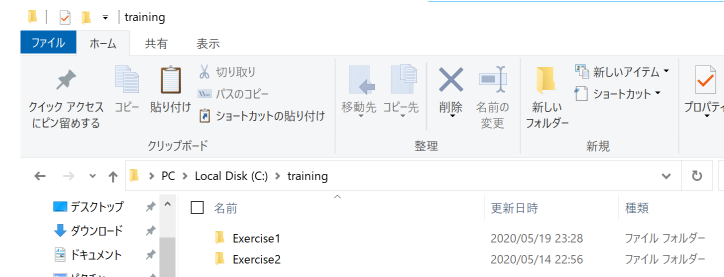 training
ファイル ホーム 共有 表示
クイック アクセス
にピン留めする
コピー
貼り付け
切り取り
パスのコピー
ショートカットの貼り付け
移動先
コピー先
削除
名前の
変更
新しい
フォルダー
新しいアイテム
ショートカット
プロパティ
クリップボード 整理 新規
PC Local Disk (C:) training
デスクトップ
ダウンロード
ドキュメント
ピクチャ
名前 更新日時 種類
Exercise1 2020/05/19 23:28 ファイル フォルダー
Exercise2 2020/05/14 22:56 ファイル フォルダー